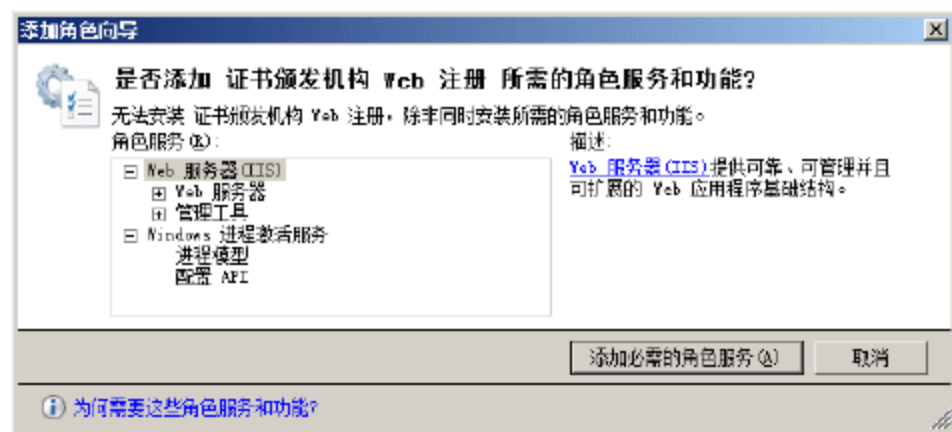 添加角色向导
是否添加 证书颁发机构 Web 注册 所需的角色服务和功能?
无法安装 证书颁发机构 Web 注册，除非同时安装所需的角色服务和功能。
角色服务(R):
Web 服务器(IIS)
Web 服务器
管理工具
Windows 进程激活服务
进程模型
配置 API
描述:
Web 服务器(IIS)提供可靠、可管理并且
可扩展的 Web 应用程序基础结构。
添加必需的角色服务(A)
取消
为何需要这些角色服务和功能?